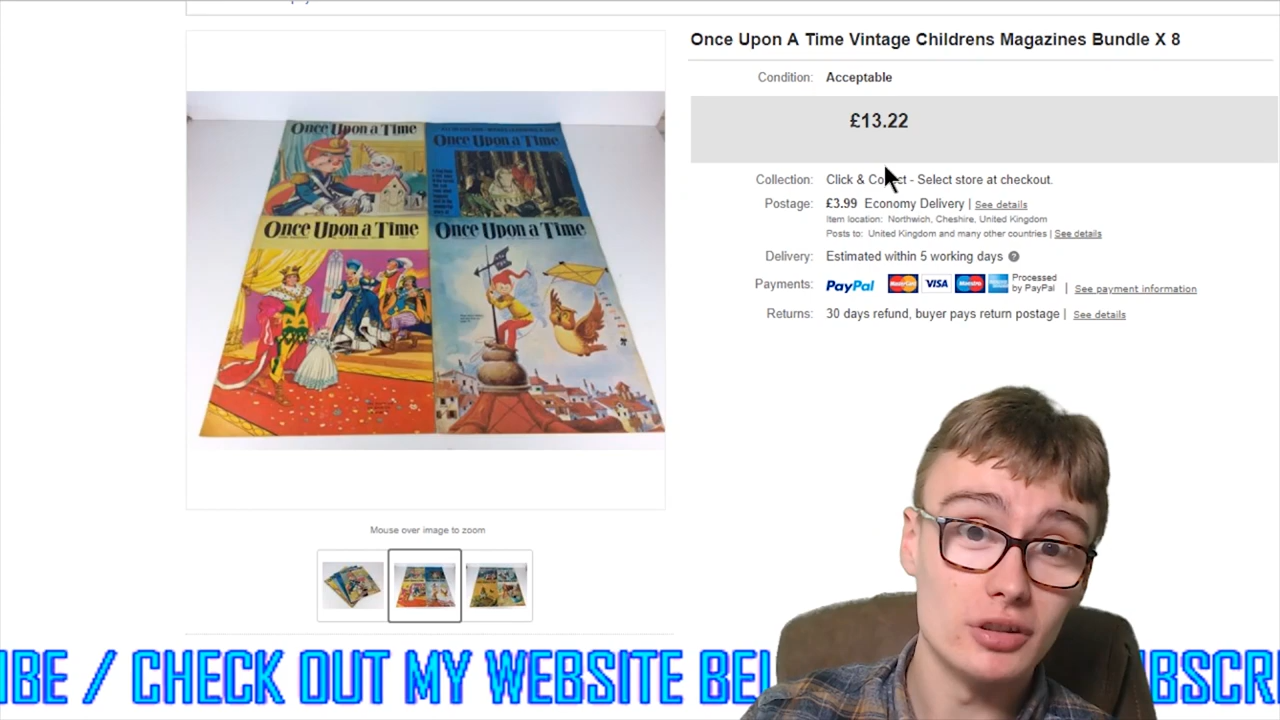 Once Upon A Time Vintage Childrens Magazines Bundle X 8
Condition: Acceptable
£13.22
Collection: Click & Collect - Select store at checkout.
Postage: £3.99 Economy Delivery | See details
Item location: Northwich, Cheshire, United Kingdom
Posts to: United Kingdom and many other countries | See details
Delivery: Estimated within 5 working days
Payments: PayPal MasterCard VISA Maestro Processed
by PayPal | See payment information
Returns: 30 days refund, buyer pays return postage | See details
Once Upon a Time
Once Upon a Time
Once Upon a Time
Once Upon a Time
Mouse over image to zoom
IBE / CHECK OUT MY WEBSITE BEL
UBSCRI